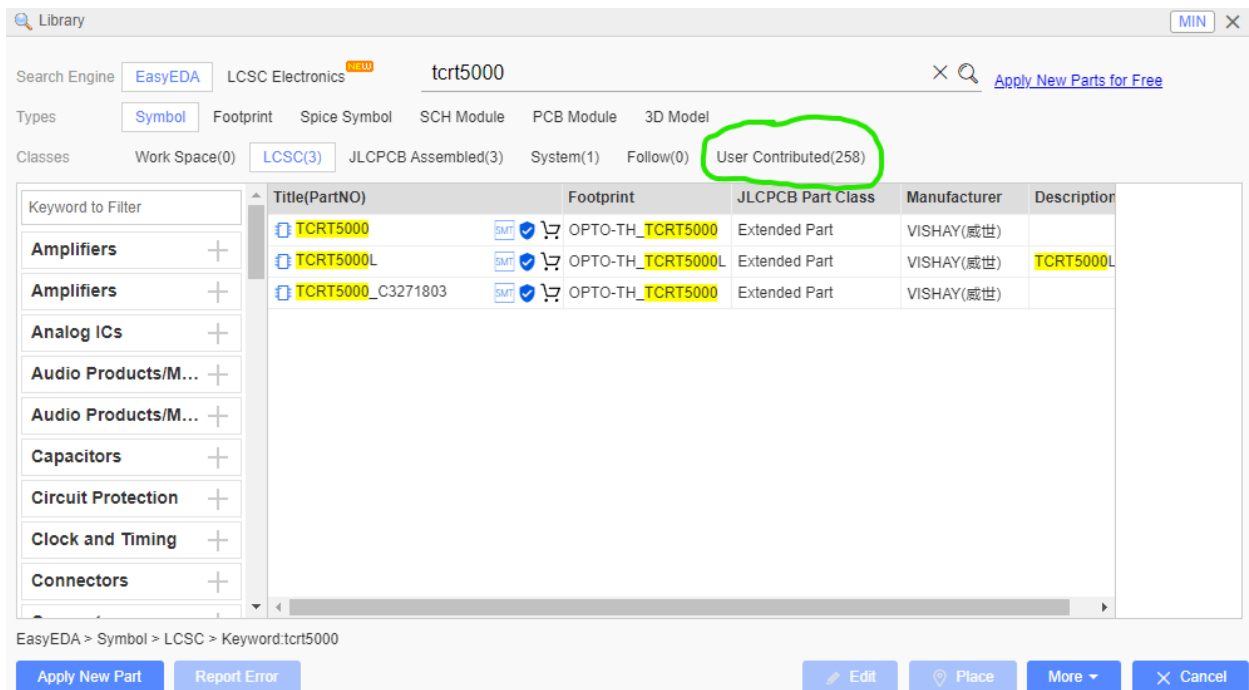 Library MIN
Search Engine EasyEDA LCSC Electronics NEW tcrt5000 Apply New Parts for Free
Types Symbol Footprint Spice Symbol SCH Module PCB Module 3D Model
Classes Work Space(0) LCSC(3) JLCPCB Assembled(3) System(1) Follow(0) User Contributed(258)
Keyword to Filter
Amplifiers
Amplifiers
Analog ICs
Audio Products/M...
Audio Products/M...
Capacitors
Circuit Protection
Clock and Timing
Connectors
Title(PartNO) Footprint JLCPCB Part Class Manufacturer Description
TCRT5000 SMT OPTO-TH_TCRT5000 Extended Part VISHAY(威世)
TCRT5000L SMT OPTO-TH_TCRT5000L Extended Part VISHAY(威世) TCRT5000L
TCRT5000_C3271803 SMT OPTO-TH_TCRT5000 Extended Part VISHAY(威世)
EasyEDA > Symbol > LCSC > Keyword:tcrt5000
Apply New Part Report Error Edit Place More Cancel